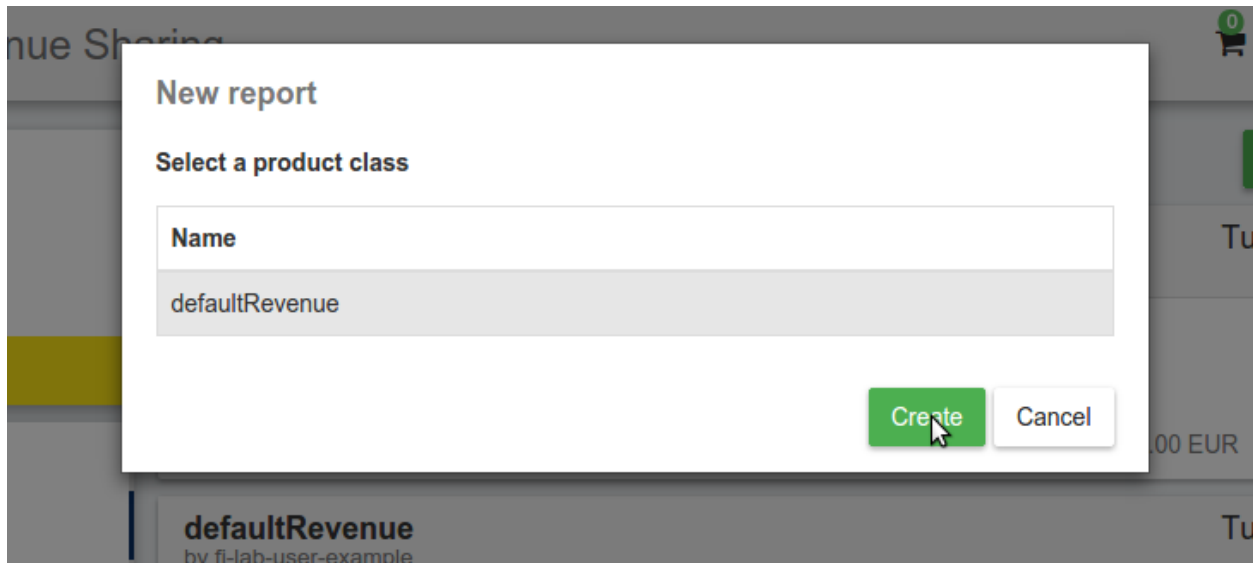 nue Sharing
0
New report
Select a product class
Name
Tu
defaultRevenue
Create
Cancel
.00 EUR
defaultRevenue
Tu
by fi-lab-user-example